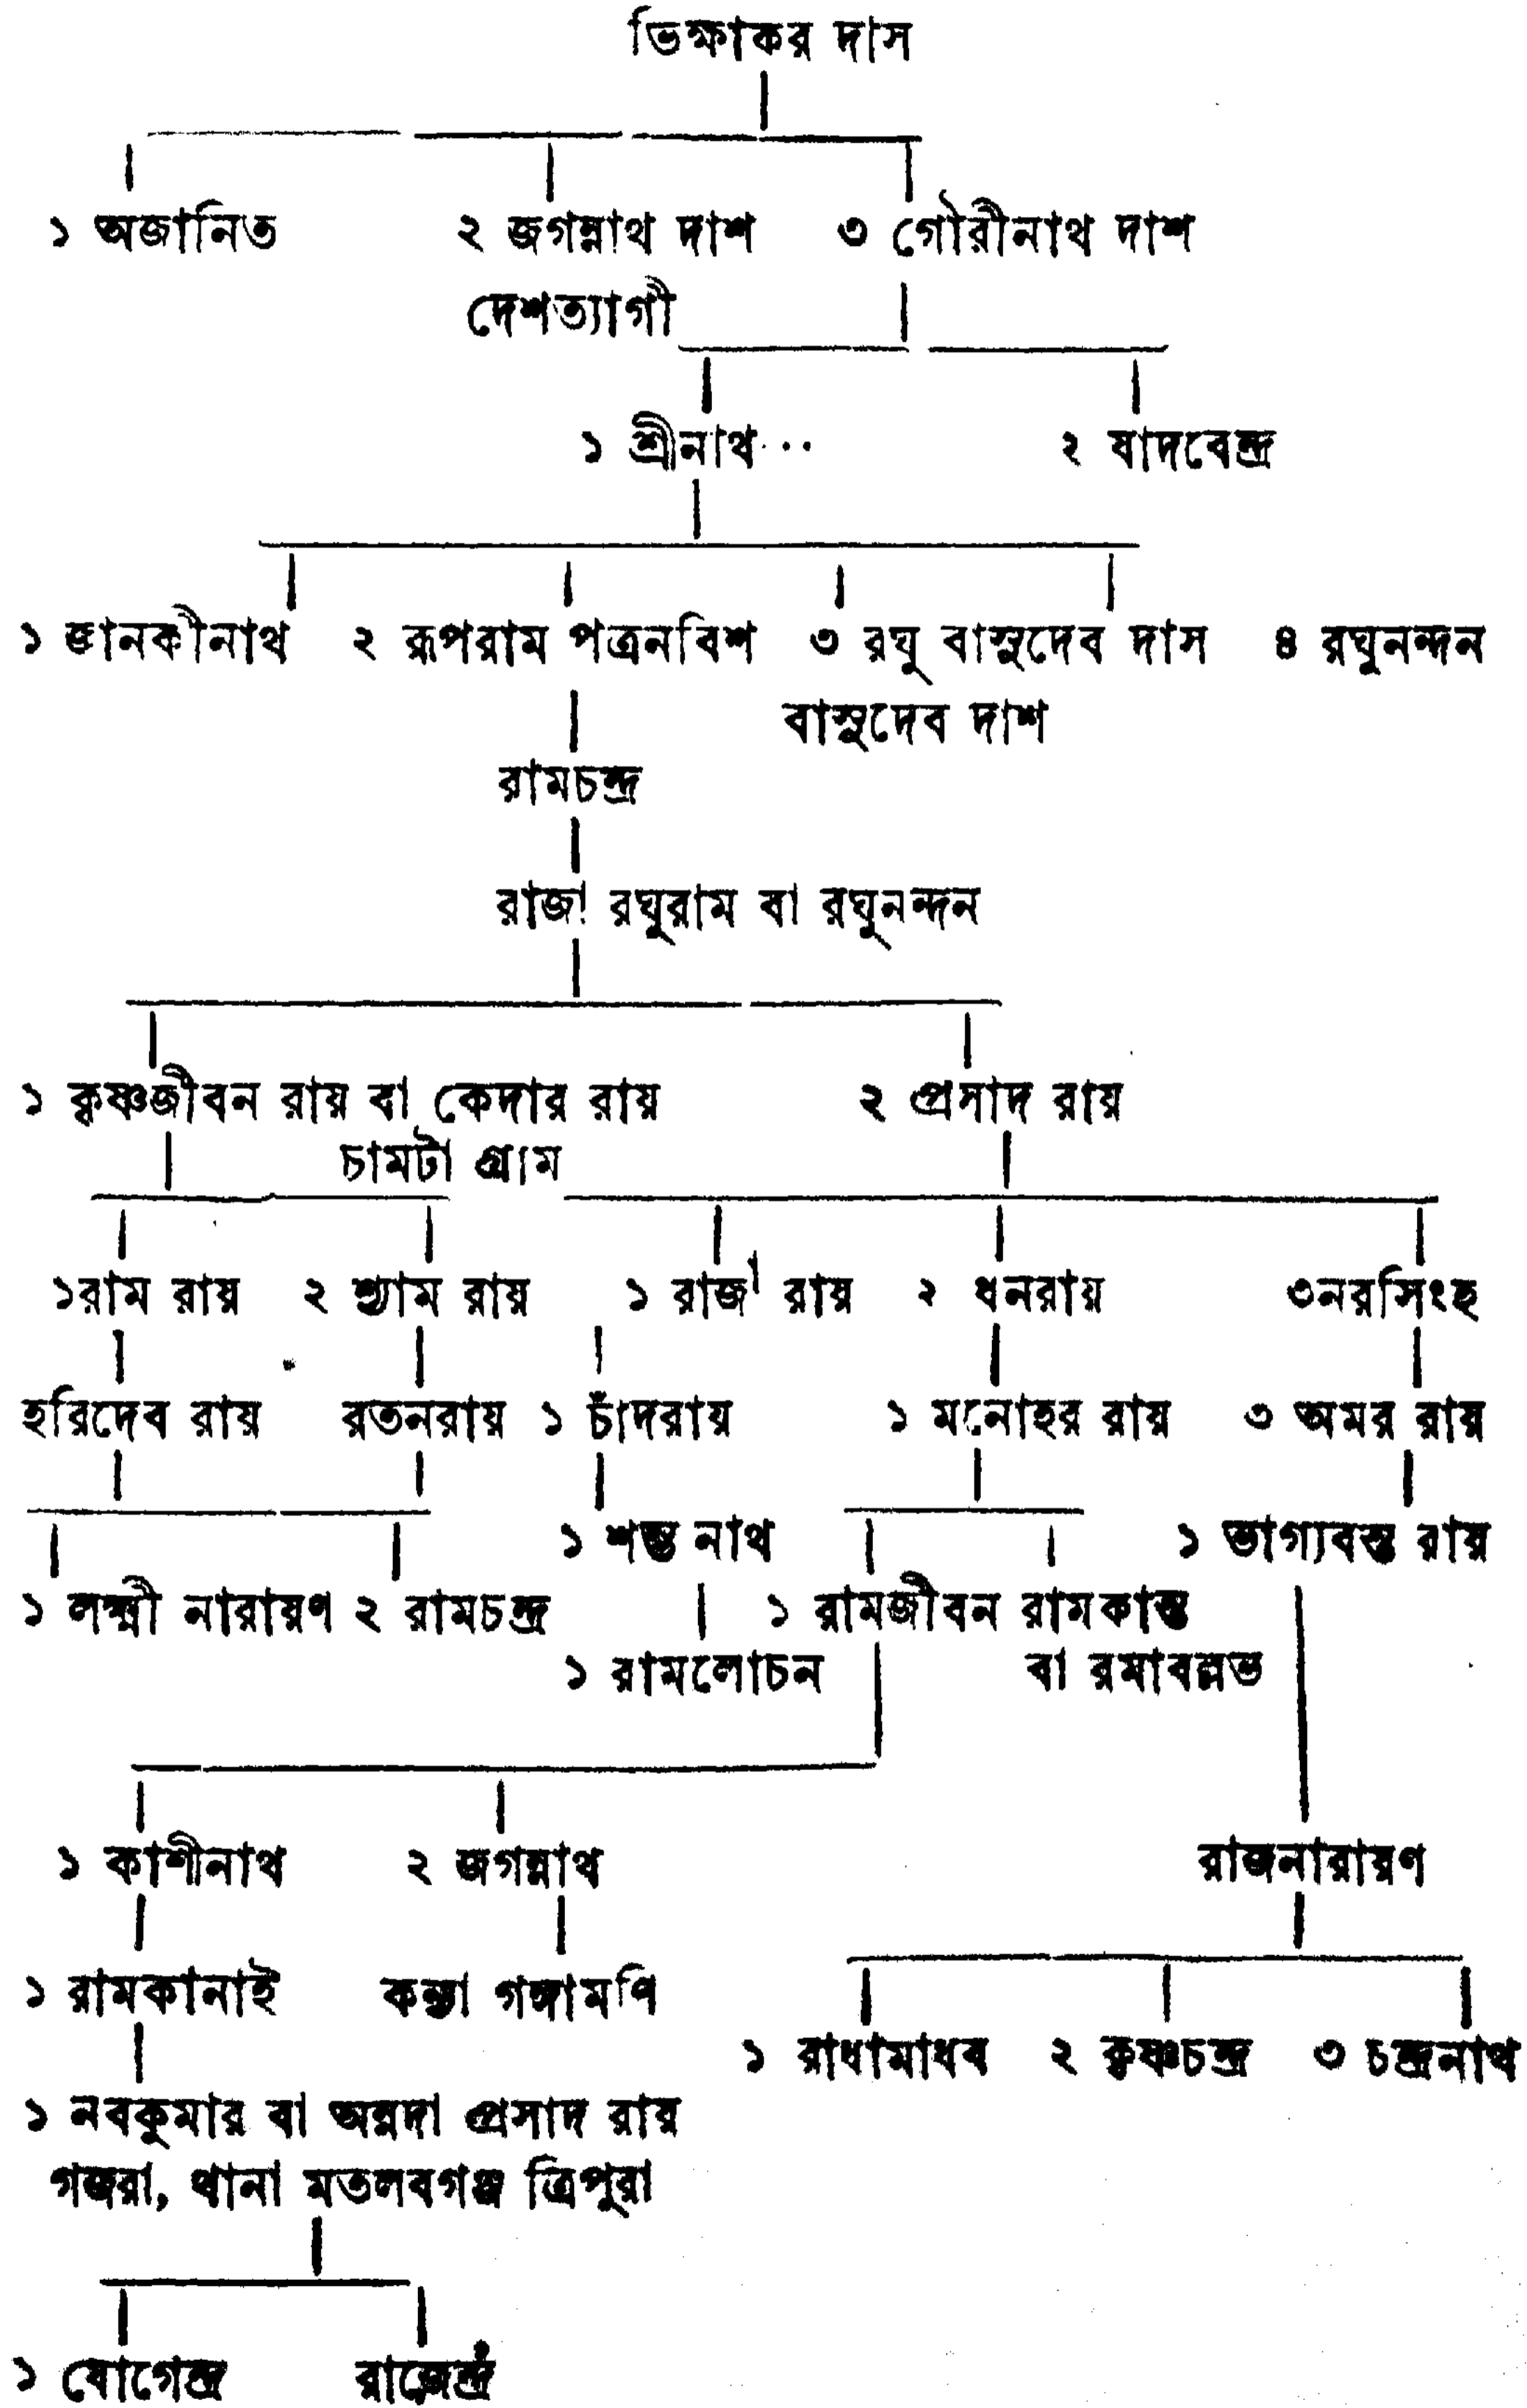 ভিক্ষাকর দাস
১ অজানিত ২ জগন্নাথ দাশ ৩ গৌরীনাথ দাশ
দেশত্যাগী
১ শ্রীনাথ... ২ যাদবেন্দ্র
১ জানকীনাথ ২ রূপরাম পত্রনবিশ ৩ রঘু বাসুদেব দাস ৪ রঘুনন্দন
বাসুদেব দাশ
রামচন্দ্র
রাজা রঘুরাম বা রঘুনন্দন
১ কৃষ্ণজীবন রায় বা কেদার রায় ২ প্রসাদ রায়
চামটা গ্রাম
১রাম রায় ২ শ্যাম রায় ১ রাজা রায় ২ ধনরায় ৩নরসিংহ
হরিদেব রায় রতনরায় ১ চাঁদরায় ১ মনোহর রায় ৩ অমর রায়
১ শম্ভু নাথ ১ ভাগ্যবন্ত রায়
১ লক্ষ্মী নারায়ণ ২ রামচন্দ্র ১ রামজীবন রামকান্ত
১ রামলোচন বা রমাবল্লভ
১ কাশীনাথ ২ জগন্নাথ রাজনারায়ণ
১ রামকানাই কন্যা গঙ্গামণি
১ রাধামাধব ২ কৃষ্ণচন্দ্র ৩ চন্দ্রনাথ
১ নবকুমার বা অন্নদা প্রসাদ রায়
গজরা, থানা মতলবগঞ্জ ত্রিপুরা
১ যোগেন্দ্র রাজেন্দ্র